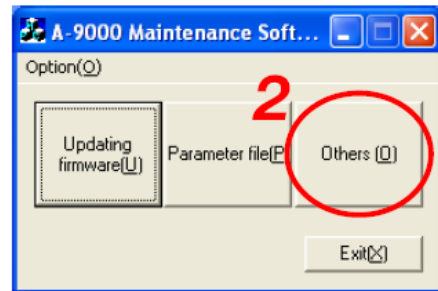 A-9000 Maintenance Soft...
Option(O)
2
Updating
firmware(U)
Parameter file(P
Others (O)
Exit(X)